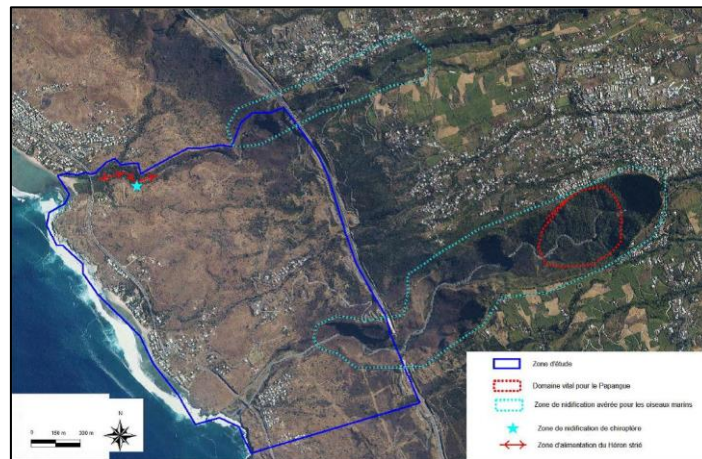 Zone d'étude
Domaine vital pour le Papangue
Zone de nidification avérée pour les oiseaux marins
Zone de nidification de chiroptère
Zone d'alimentation du Héron strié
N
0 150 m 300 m